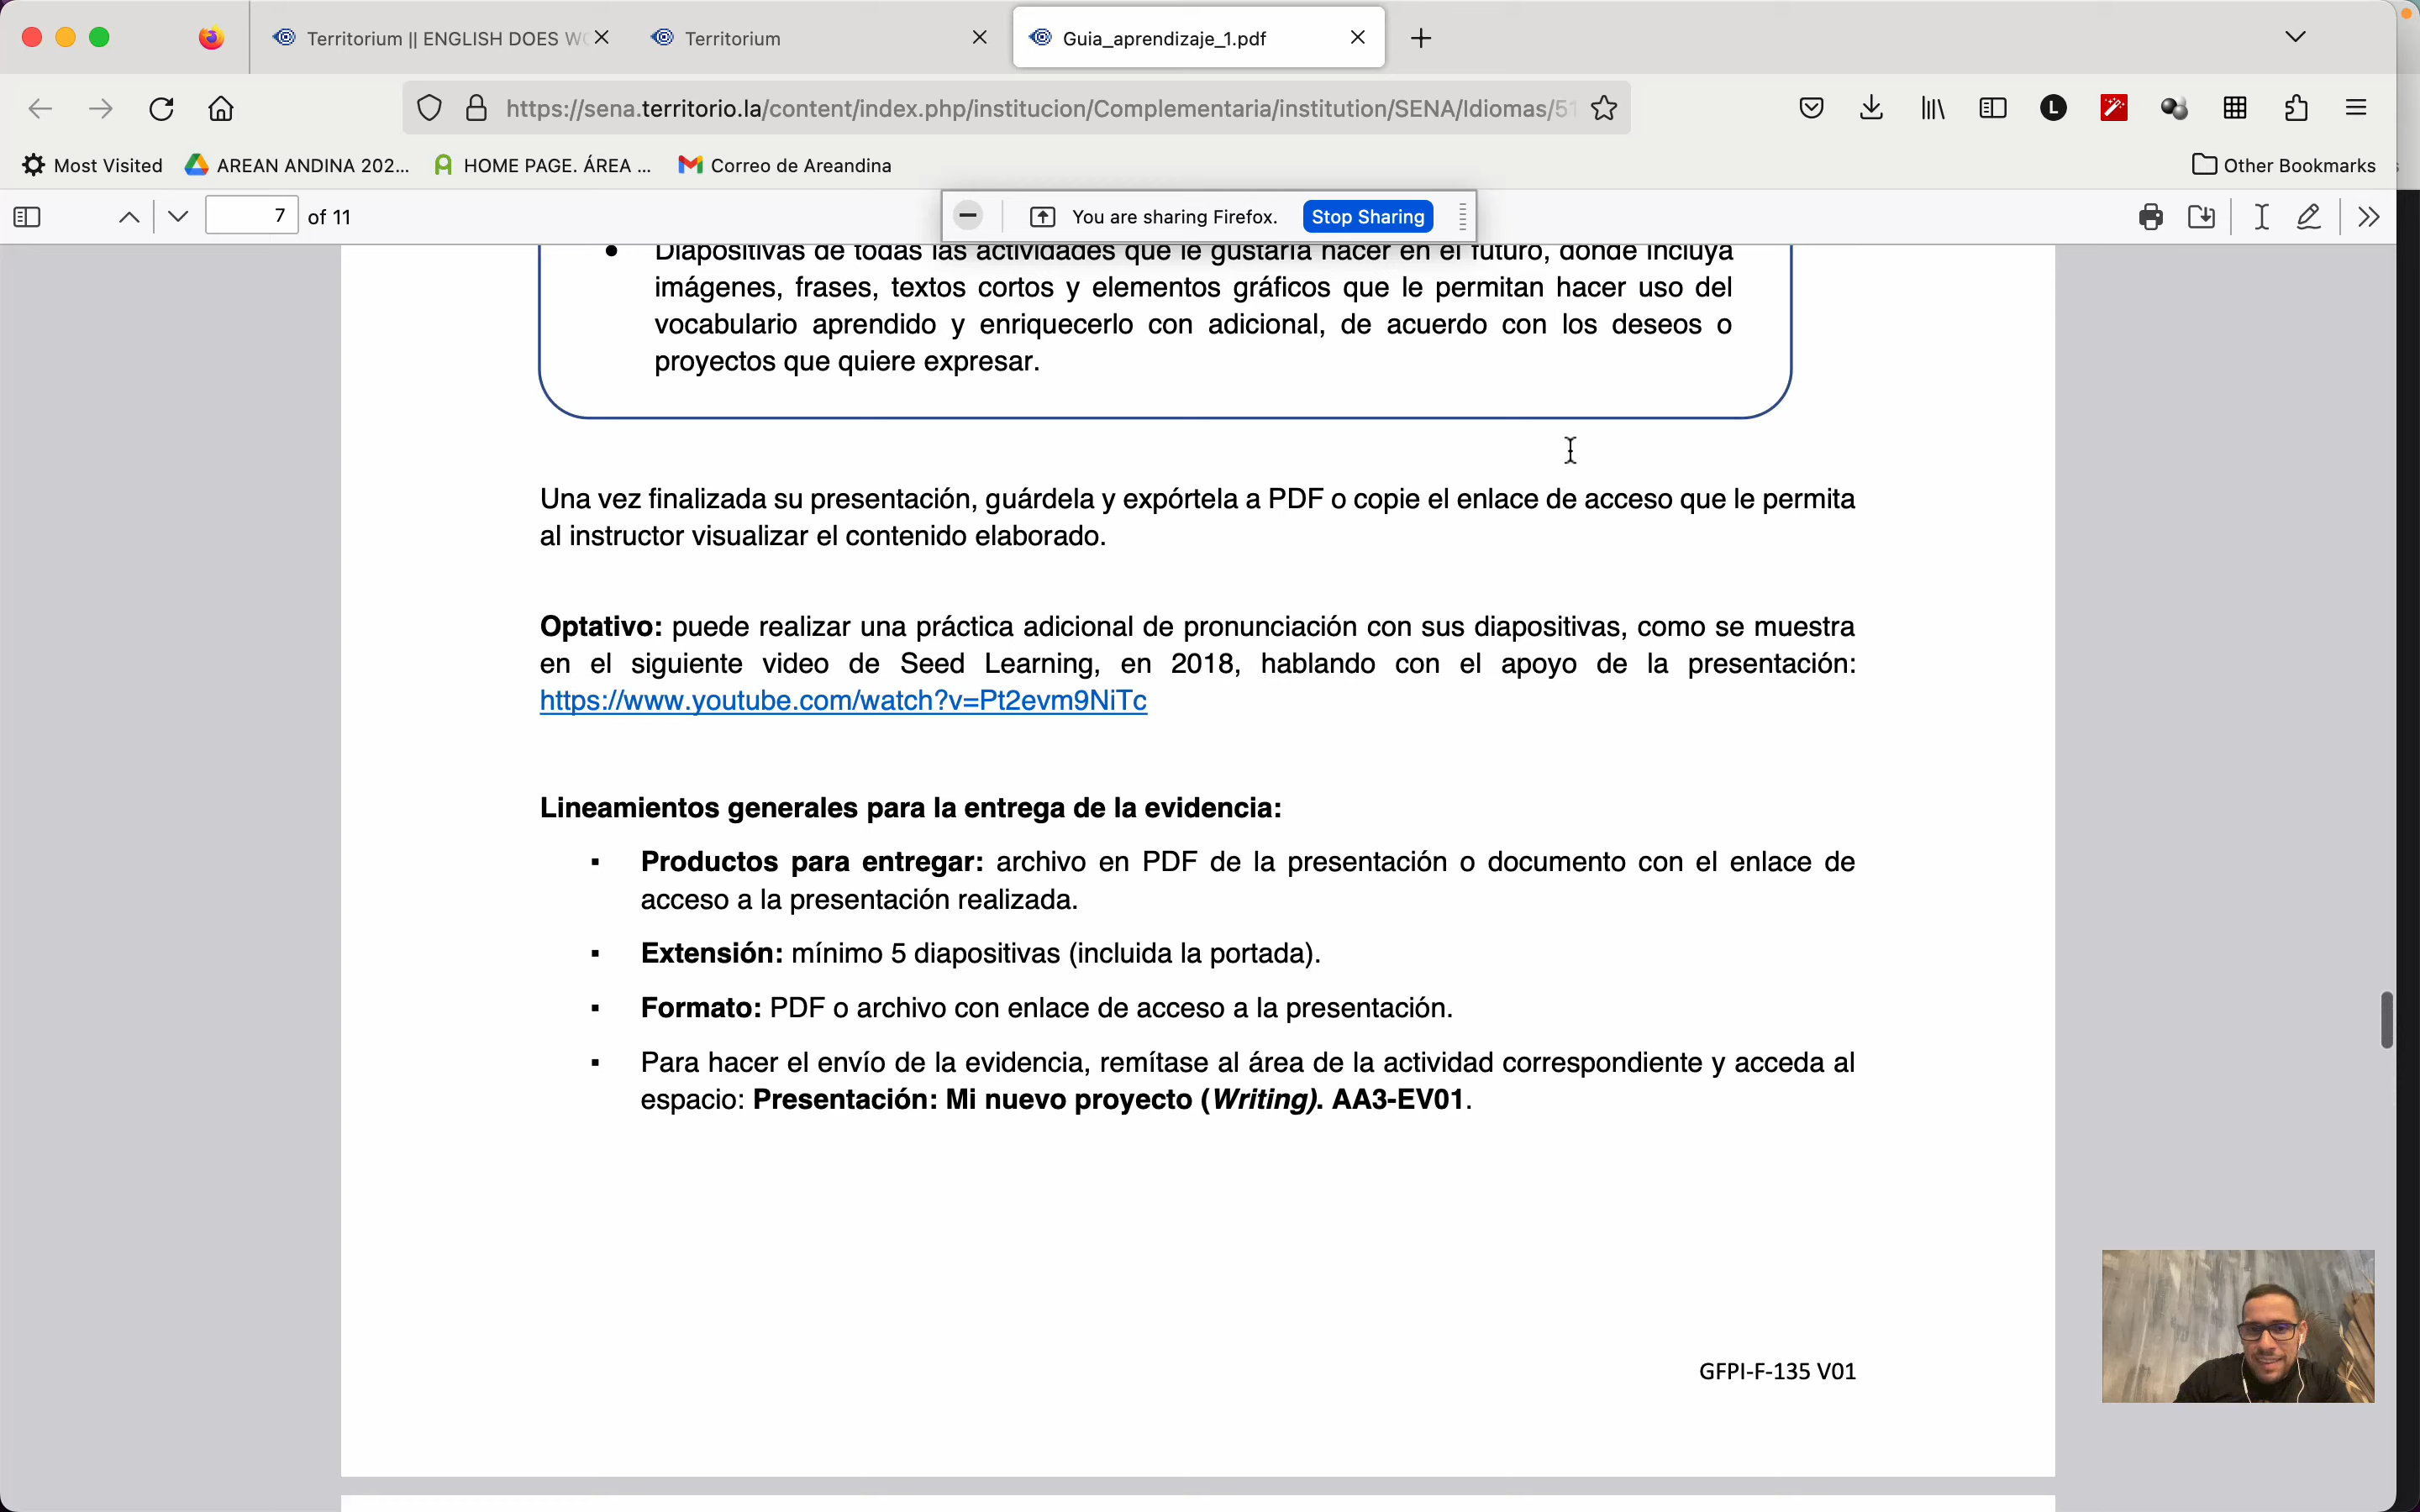 Territorium || ENGLISH DOES WO
Territorium
Guia_aprendizaje_1.pdf
https://sena.territorio.la/content/index.php/institucion/Complementaria/institution/SENA/Idiomas/51
L
Most Visited
AREAN ANDINA 202...
HOME PAGE. ÁREA ...
Correo de Areandina
Other Bookmarks
7 of 11
You are sharing Firefox.
Stop Sharing
Diapositivas de todas las actividades que le gustaría hacer en el futuro, donde incluya
imágenes, frases, textos cortos y elementos gráficos que le permitan hacer uso del
vocabulario aprendido y enriquecerlo con adicional, de acuerdo con los deseos o
proyectos que quiere expresar.
Una vez finalizada su presentación, guárdela y expórtela a PDF o copie el enlace de acceso que le permita
al instructor visualizar el contenido elaborado.
Optativo: puede realizar una práctica adicional de pronunciación con sus diapositivas, como se muestra
en el siguiente video de Seed Learning, en 2018, hablando con el apoyo de la presentación:
https://www.youtube.com/watch?v=Pt2evm9NiTc
Lineamientos generales para la entrega de la evidencia:
Productos para entregar: archivo en PDF de la presentación o documento con el enlace de
acceso a la presentación realizada.
Extensión: mínimo 5 diapositivas (incluida la portada).
Formato: PDF o archivo con enlace de acceso a la presentación.
Para hacer el envío de la evidencia, remítase al área de la actividad correspondiente y acceda al
espacio: Presentación: Mi nuevo proyecto (Writing). AA3-EV01.
GFPI-F-135 V01